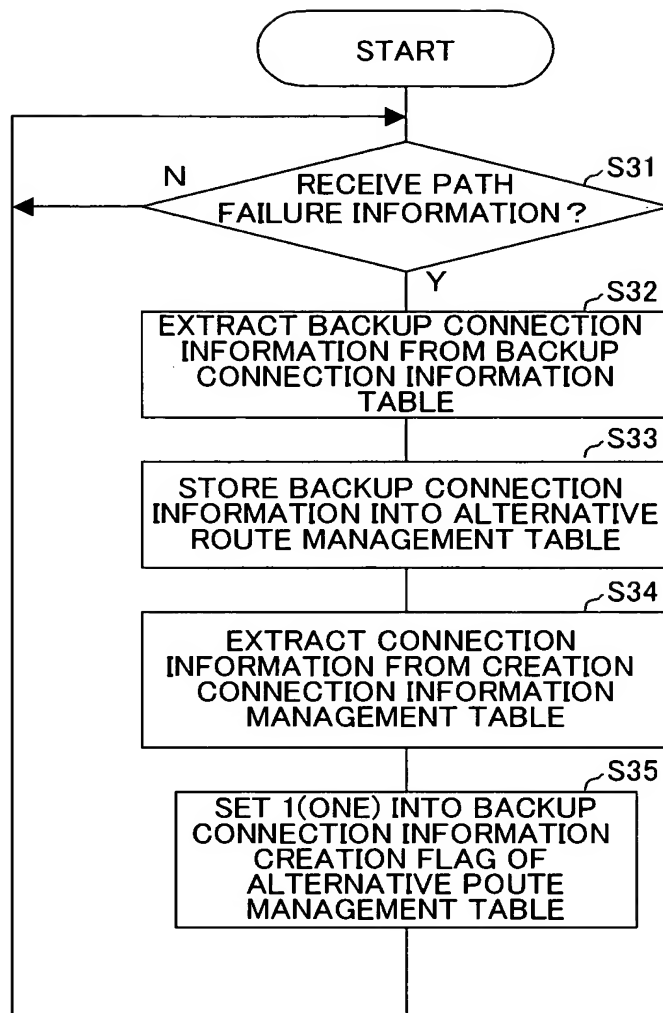 START
S31
N
RECEIVE PATH
FAILURE INFORMATION?
Y
S32
EXTRACT BACKUP CONNECTION
INFORMATION FROM BACKUP
CONNECTION INFORMATION
TABLE
S33
STORE BACKUP CONNECTION
INFORMATION INTO ALTERNATIVE
ROUTE MANAGEMENT TABLE
S34
EXTRACT CONNECTION
INFORMATION FROM CREATION
CONNECTION INFORMATION
MANAGEMENT TABLE
S35
SET 1(ONE) INTO BACKUP
CONNECTION INFORMATION
CREATION FLAG OF
ALTERNATIVE POUTE
MANAGEMENT TABLE